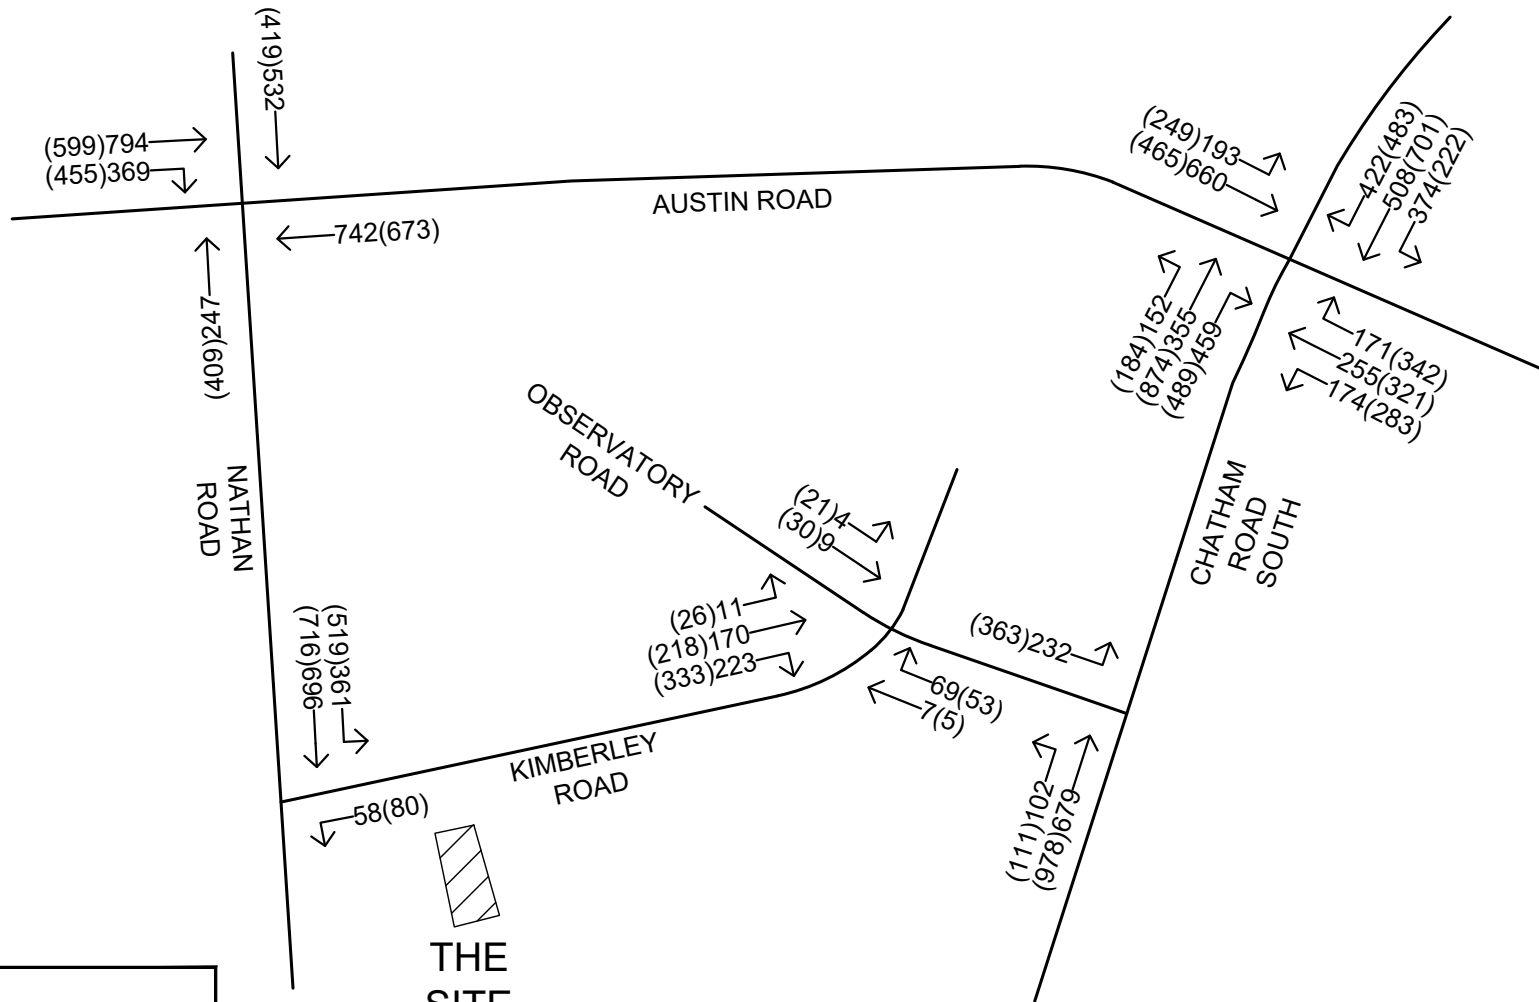 (419)532
(599)794
(455)369
742(673)
(409)247
AUSTIN ROAD
(249)193
(465)660
422(483)
508(701)
374(222)
(184)152
(874)355
(489)459
171(342)
255(321)
174(283)
NATHAN
ROAD
OBSERVATORY
ROAD
CHATHAM
ROAD
SOUTH
(21)4
(30)9
(26)11
(218)170
(333)223
69(53)
7(5)
(363)232
(111)102
(978)679
(519)361
(716)696
KIMBERLEY
ROAD
58(80)
THE
SITE